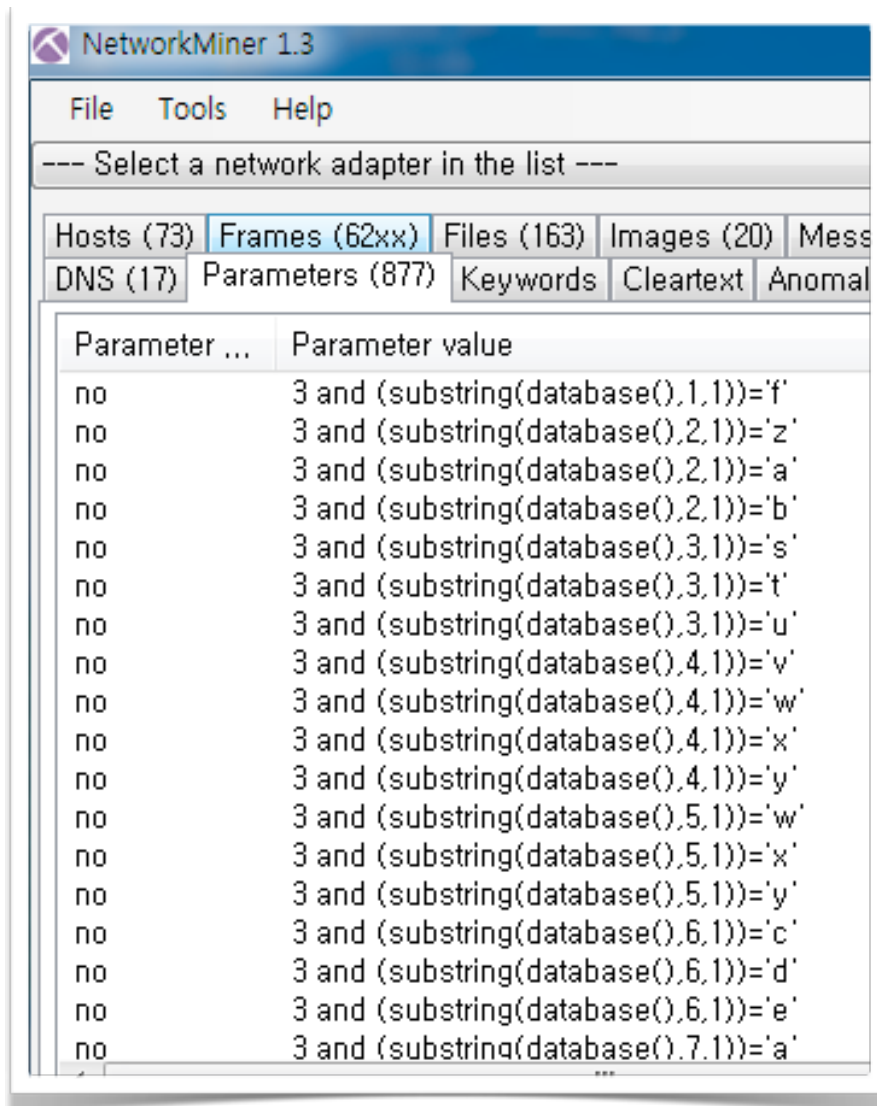 NetworkMiner 1.3
File Tools Help
--- Select a network adapter in the list ---
Hosts (73) Frames (62xx) Files (163) Images (20) Mess
DNS (17) Parameters (877) Keywords Cleartext Anomal
Parameter ... Parameter value
no 3 and (substring(database(),1,1))='f'
no 3 and (substring(database(),2,1))='z'
no 3 and (substring(database(),2,1))='a'
no 3 and (substring(database(),2,1))='b'
no 3 and (substring(database(),3,1))='s'
no 3 and (substring(database(),3,1))='t'
no 3 and (substring(database(),3,1))='u'
no 3 and (substring(database(),4,1))='v'
no 3 and (substring(database(),4,1))='w'
no 3 and (substring(database(),4,1))='x'
no 3 and (substring(database(),4,1))='y'
no 3 and (substring(database(),5,1))='w'
no 3 and (substring(database(),5,1))='x'
no 3 and (substring(database(),5,1))='y'
no 3 and (substring(database(),6,1))='c'
no 3 and (substring(database(),6,1))='d'
no 3 and (substring(database(),6,1))='e'
no 3 and (substring(database(),7,1))='a'